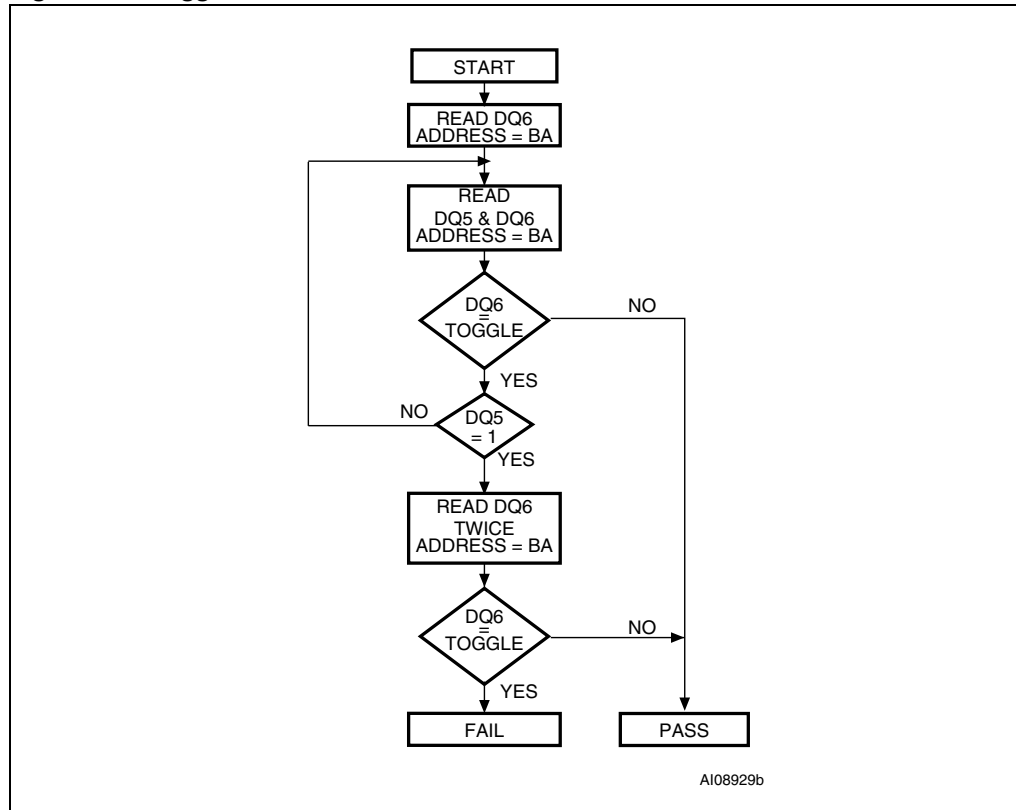 START
READ DQ6
ADDRESS = BA
READ
DQ5 & DQ6
ADDRESS = BA
DQ6
=
TOGGLE
NO
YES
NO
DQ5
= 1
YES
READ DQ6
TWICE
ADDRESS = BA
DQ6
=
TOGGLE
NO
YES
FAIL
PASS
AI08929b